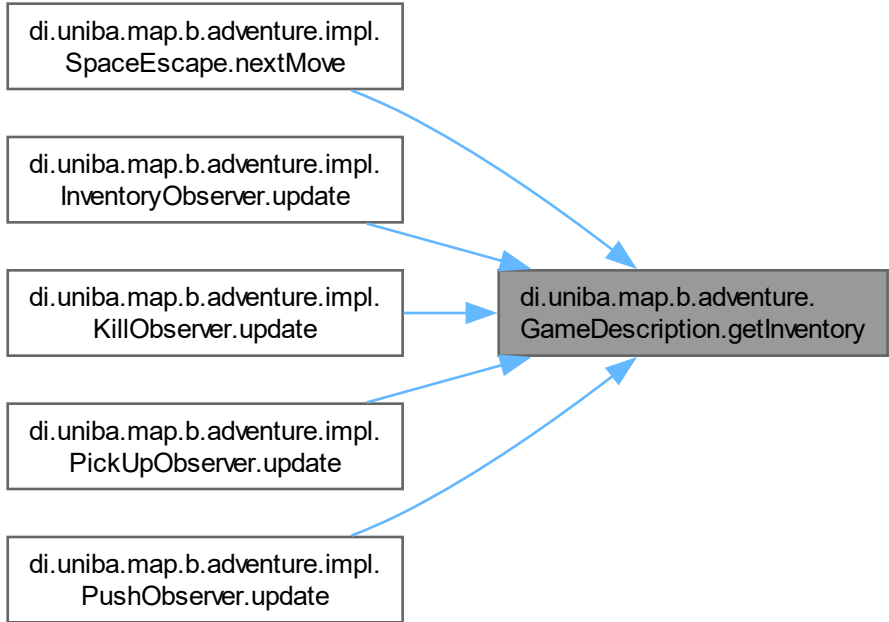 di.uniba.map.b.adventure.impl.
SpaceEscape.nextMove
di.uniba.map.b.adventure.impl.
InventoryObserver.update
di.uniba.map.b.adventure.impl.
KillObserver.update
di.uniba.map.b.adventure.
GameDescription.getInventory
di.uniba.map.b.adventure.impl.
PickUpObserver.update
di.uniba.map.b.adventure.impl.
PushObserver.update